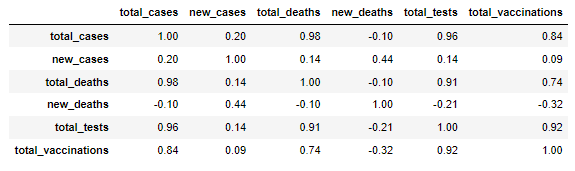 total_cases new_cases total_deaths new_deaths total_tests total_vaccinations
total_cases 1.00 0.20 0.98 -0.10 0.96 0.84
new_cases 0.20 1.00 0.14 0.44 0.14 0.09
total_deaths 0.98 0.14 1.00 -0.10 0.91 0.74
new_deaths -0.10 0.44 -0.10 1.00 -0.21 -0.32
total_tests 0.96 0.14 0.91 -0.21 1.00 0.92
total_vaccinations 0.84 0.09 0.74 -0.32 0.92 1.00